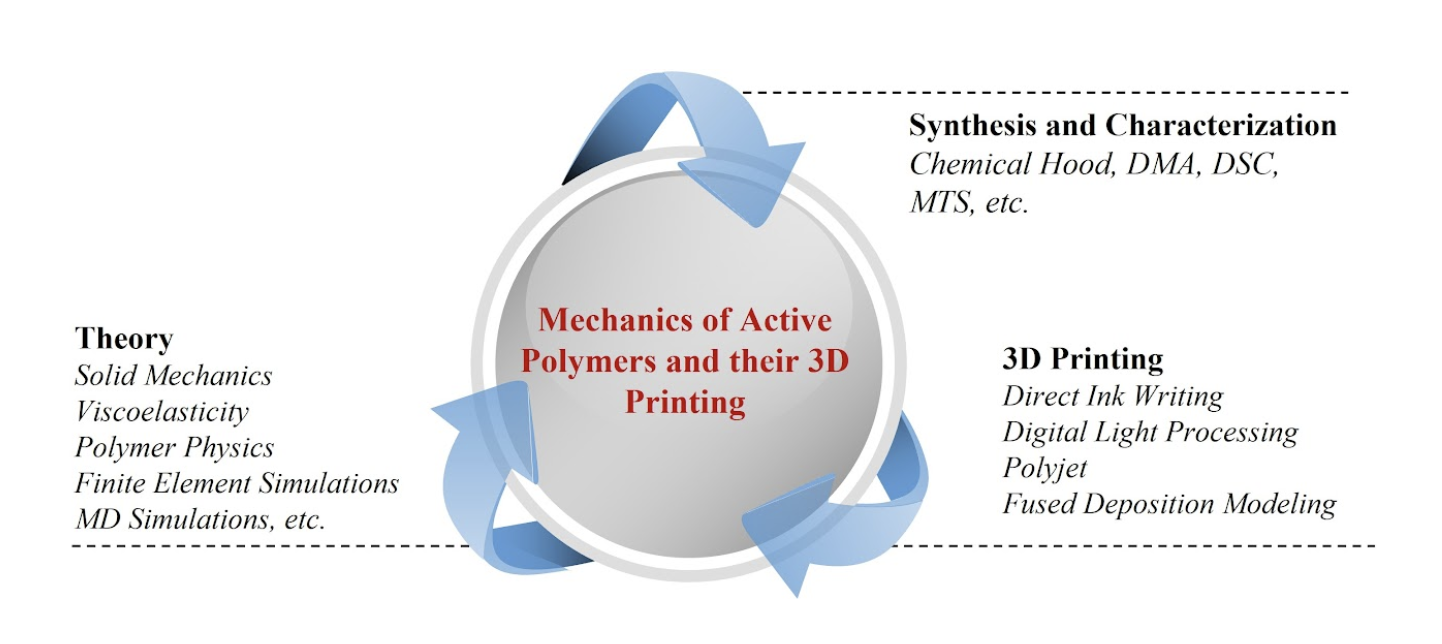 Synthesis and Characterization
Chemical Hood, DMA, DSC,
MTS, etc.
Theory
Solid Mechanics
Viscoelasticity
Polymer Physics
Finite Element Simulations
MD Simulations, etc.
Mechanics of Active
Polymers and their 3D
Printing
3D Printing
Direct Ink Writing
Digital Light Processing
Polyjet
Fused Deposition Modeling